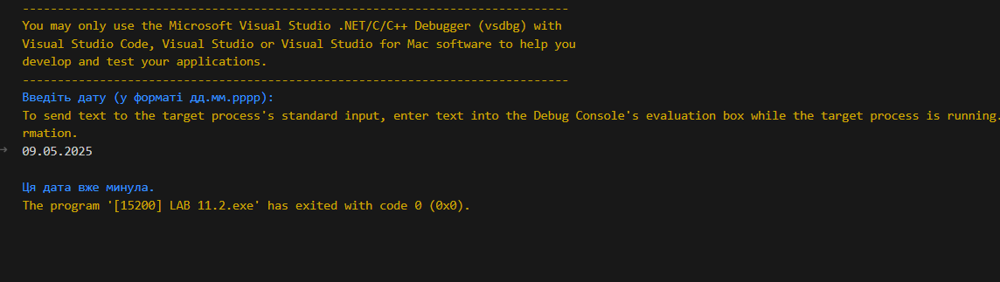 ------------------------------------------------------------------------------
You may only use the Microsoft Visual Studio .NET/C/C++ Debugger (vsdbg) with
Visual Studio Code, Visual Studio or Visual Studio for Mac software to help you
develop and test your applications.
------------------------------------------------------------------------------
Введіть дату (у форматі дд.мм.рррр):
To send text to the target process's standard input, enter text into the Debug Console's evaluation box while the target process is running.
rmation.
→ 09.05.2025
Ця дата вже минула.
The program '[15200] LAB 11.2.exe' has exited with code 0 (0x0).